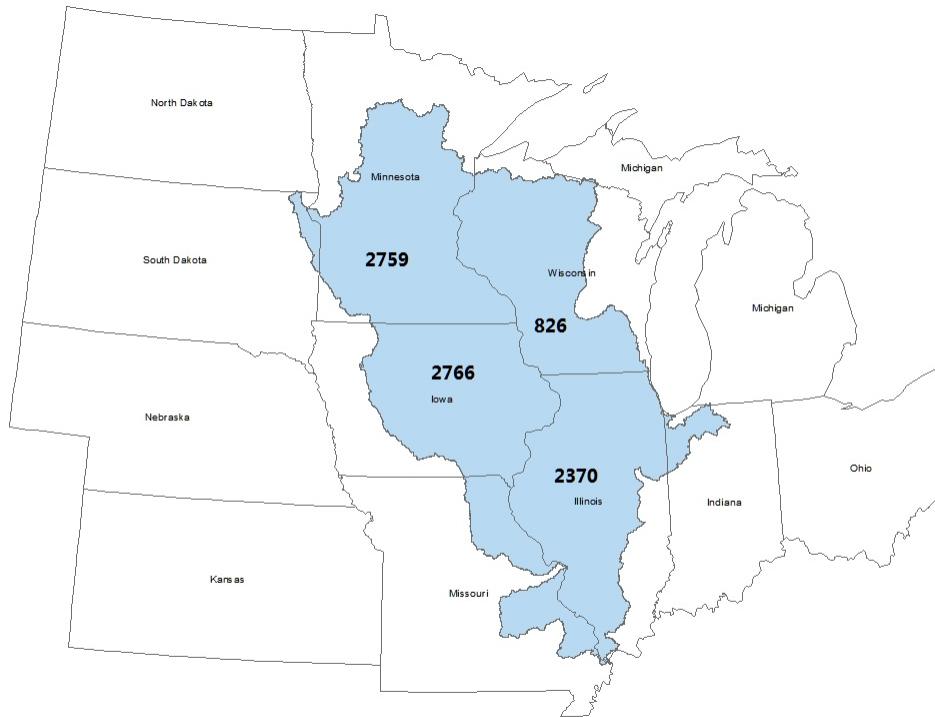 North Dakota
Michigan
Minnesota
2759
South Dakota
Wisconsin
Michigan
826
2766
Iowa
Nebraska
Ohio
2370
Illinois
Indiana
Kansas
Missouri